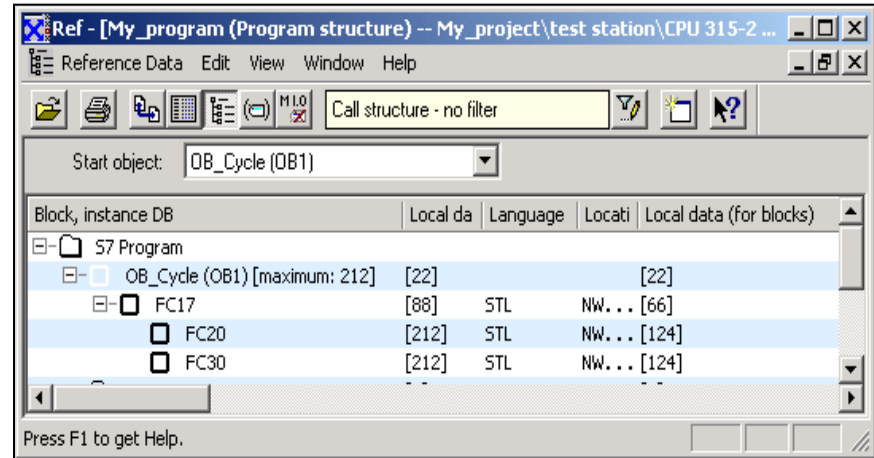 Ref - [My_program (Program structure) -- My_project\test station\CPU 315-2 ...
Reference Data Edit View Window Help
M I,O Call structure - no filter
Start object: OB_Cycle (OB1)
Block, instance DB Local da Language Locati Local data (for blocks)
S7 Program
OB_Cycle (OB1) [maximum: 212] [22] [22]
FC17 [88] STL NW... [66]
FC20 [212] STL NW... [124]
FC30 [212] STL NW... [124]
Press F1 to get Help.